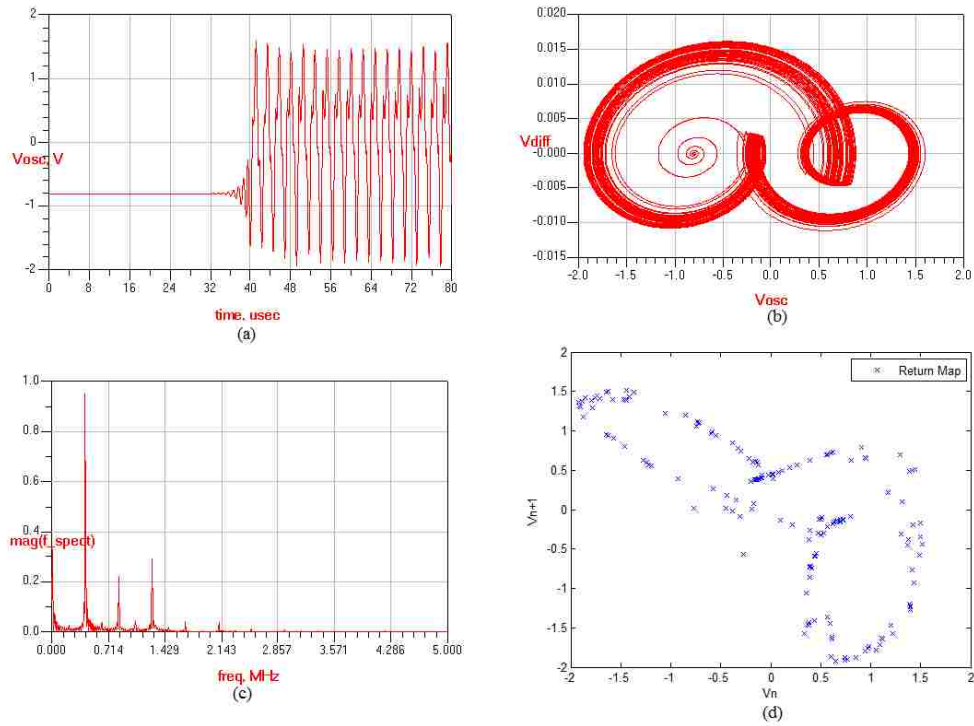 2
1
0
-1
-2
Vosc, V
0 8 16 24 32 40 48 56 64 72 80
time, usec
(a)
0.020
0.015
0.010
0.005
-0.000
-0.005
-0.010
-0.015
Vdiff
-2.0 -1.5 -1.0 -0.5 0.0 0.5 1.0 1.5 2.0
Vosc
(b)
1.0
0.8
0.6
0.4
0.2
0.0
mag(f_spect)
0.000 0.714 1.429 2.143 2.857 3.571 4.286 5.000
freq, MHz
(c)
2
1.5
1
0.5
0
-0.5
-1
-1.5
-2
Vn+1
Return Map
-2 -1.5 -1 -0.5 0 0.5 1 1.5 2
Vn
(d)